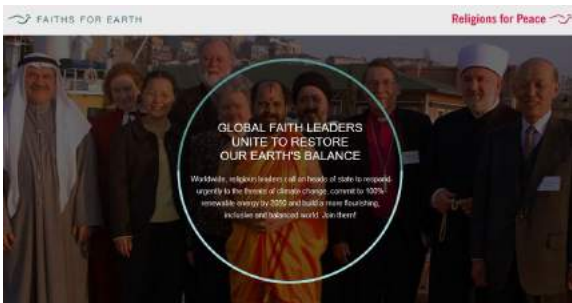 FAITHS FOR EARTH
Religions for Peace
GLOBAL FAITH LEADERS
UNITE TO RESTORE
OUR EARTH'S BALANCE
Worldwide, religious leaders call on heads of state to respond
urgently to the threats of climate change, commit to 100%
renewable energy by 2050 and build a more flourishing,
inclusive and balanced world. Join them!